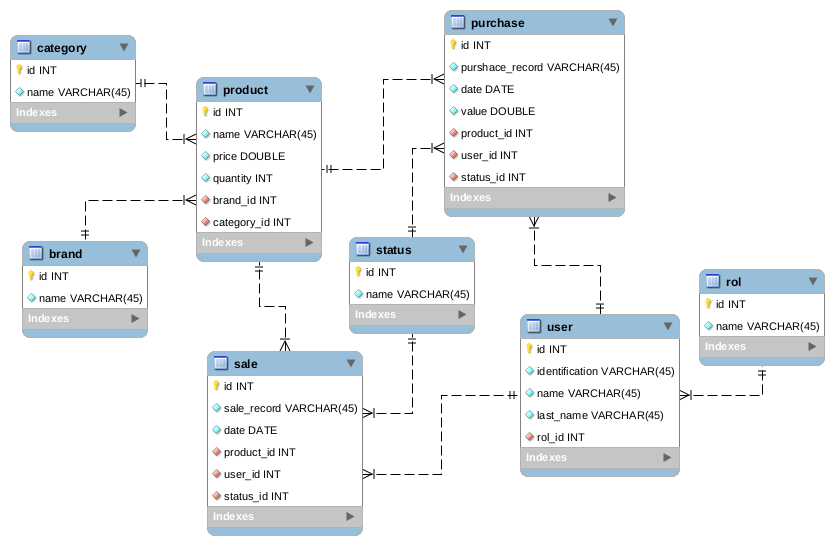 category
id INT
name VARCHAR(45)
Indexes
product
id INT
name VARCHAR(45)
price DOUBLE
quantity INT
brand_id INT
category_id INT
Indexes
purchase
id INT
purshace_record VARCHAR(45)
date DATE
value DOUBLE
product_id INT
user_id INT
status_id INT
Indexes
brand
id INT
name VARCHAR(45)
Indexes
status
id INT
name VARCHAR(45)
Indexes
rol
id INT
name VARCHAR(45)
Indexes
user
id INT
identification VARCHAR(45)
name VARCHAR(45)
last_name VARCHAR(45)
rol_id INT
Indexes
sale
id INT
sale_record VARCHAR(45)
date DATE
product_id INT
user_id INT
status_id INT
Indexes